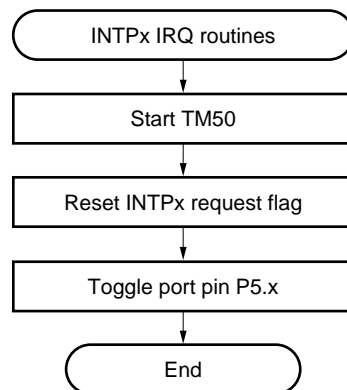 INTPx IRQ routines
Start TM50
Reset INTPx request flag
Toggle port pin P5.x
End